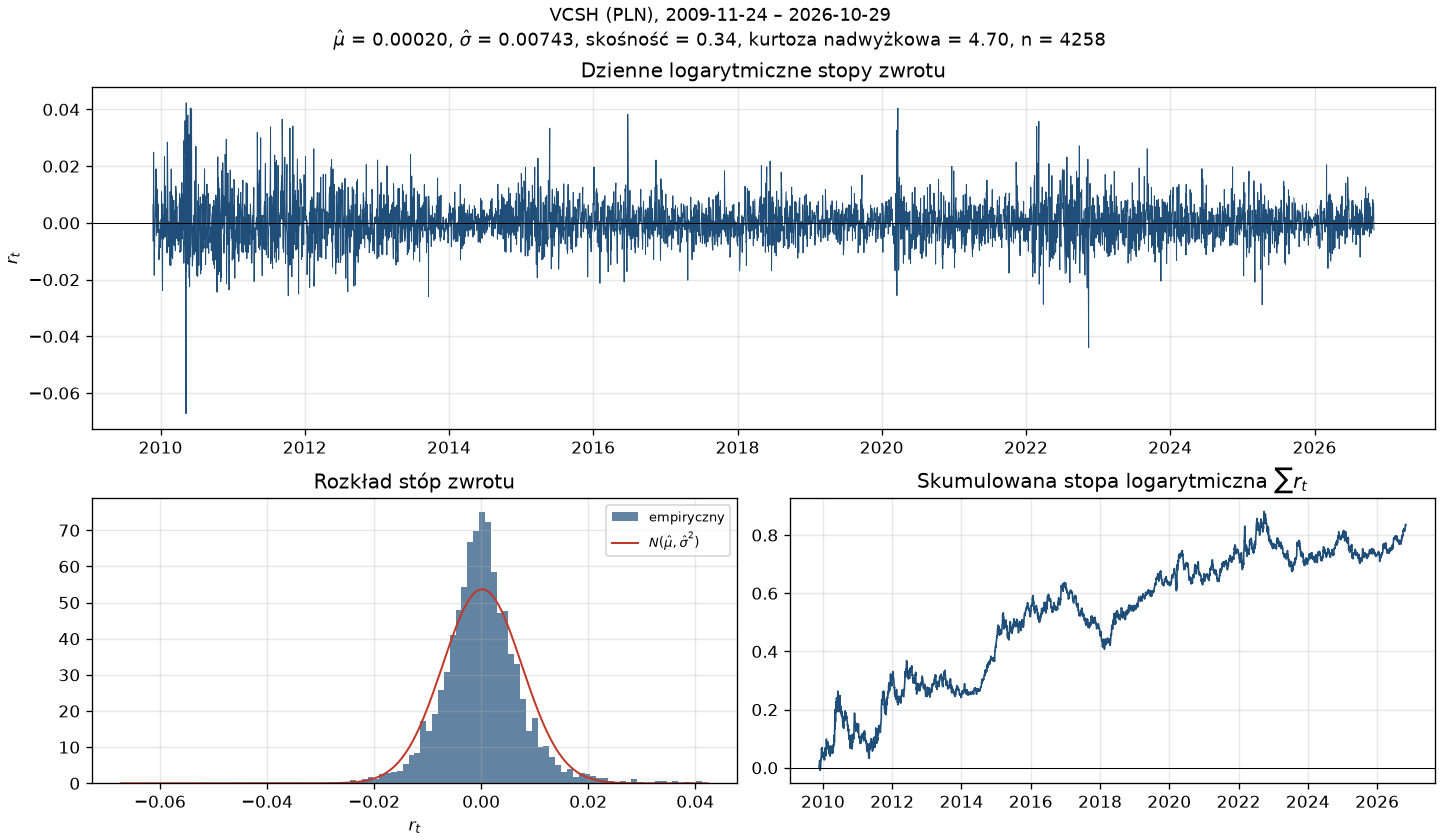 VCSH (PLN), 2009-11-24 – 2026-10-29
μ̂ = 0.00020, σ̂ = 0.00743, skośność = 0.34, kurtoza nadwyżkowa = 4.70, n = 4258
Dzienne logarytmiczne stopy zwrotu
0.04
0.02
0.00
−0.02
−0.04
−0.06
r_t
2010 2012 2014 2016 2018 2020 2022 2024 2026
Rozkład stóp zwrotu
70
60
50
40
30
20
10
0
empiryczny
N(μ̂, σ̂²)
−0.06 −0.04 −0.02 0.00 0.02 0.04
r_t
Skumulowana stopa logarytmiczna ∑r_t
0.8
0.6
0.4
0.2
0.0
2010 2012 2014 2016 2018 2020 2022 2024 2026